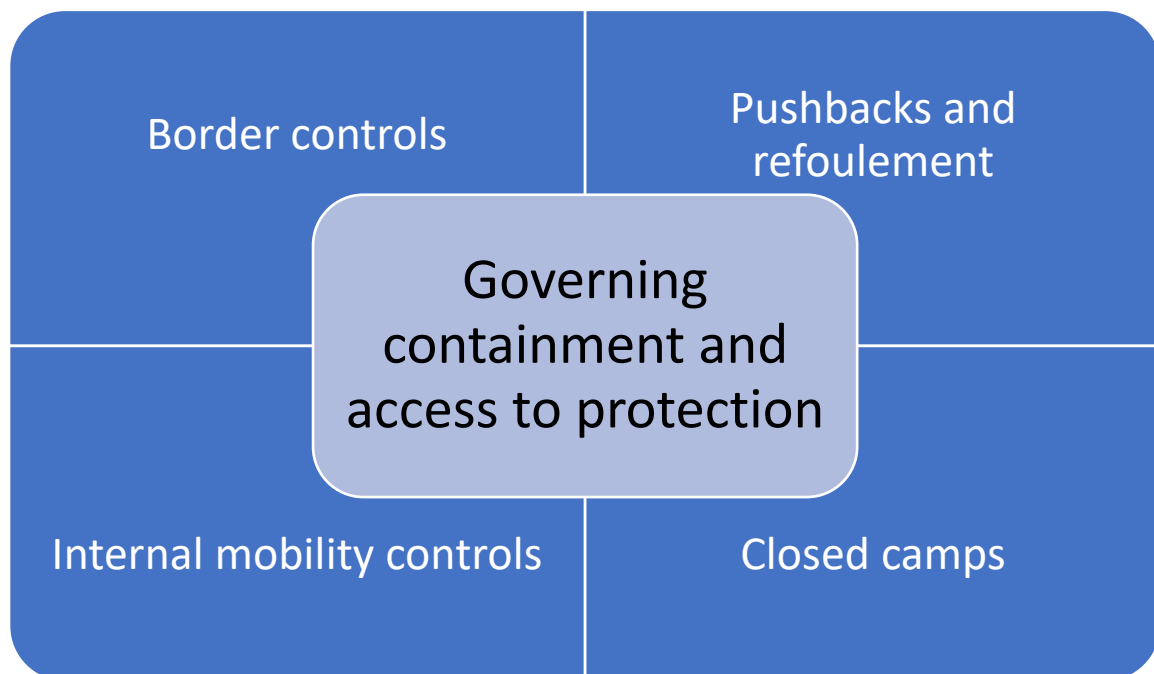 Border controls
Pushbacks and
refoulement
Governing
containment and
access to protection
Internal mobility controls
Closed camps